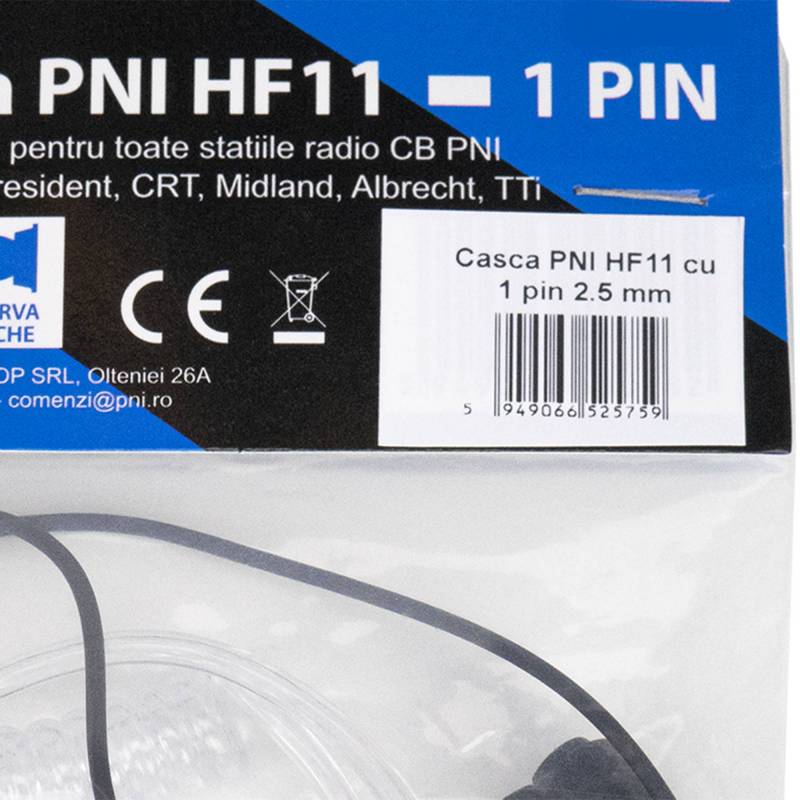 PNI HF11 - 1 PIN
pentru toate statiile radio CB PNI
resident, CRT, Midland, Albrecht, TTi
RVA
CHE
CE
Casca PNI HF11 cu
1 pin 2.5 mm
5 949066 525759
OP SRL, Olteniei 26A
- comenzi@pni.ro